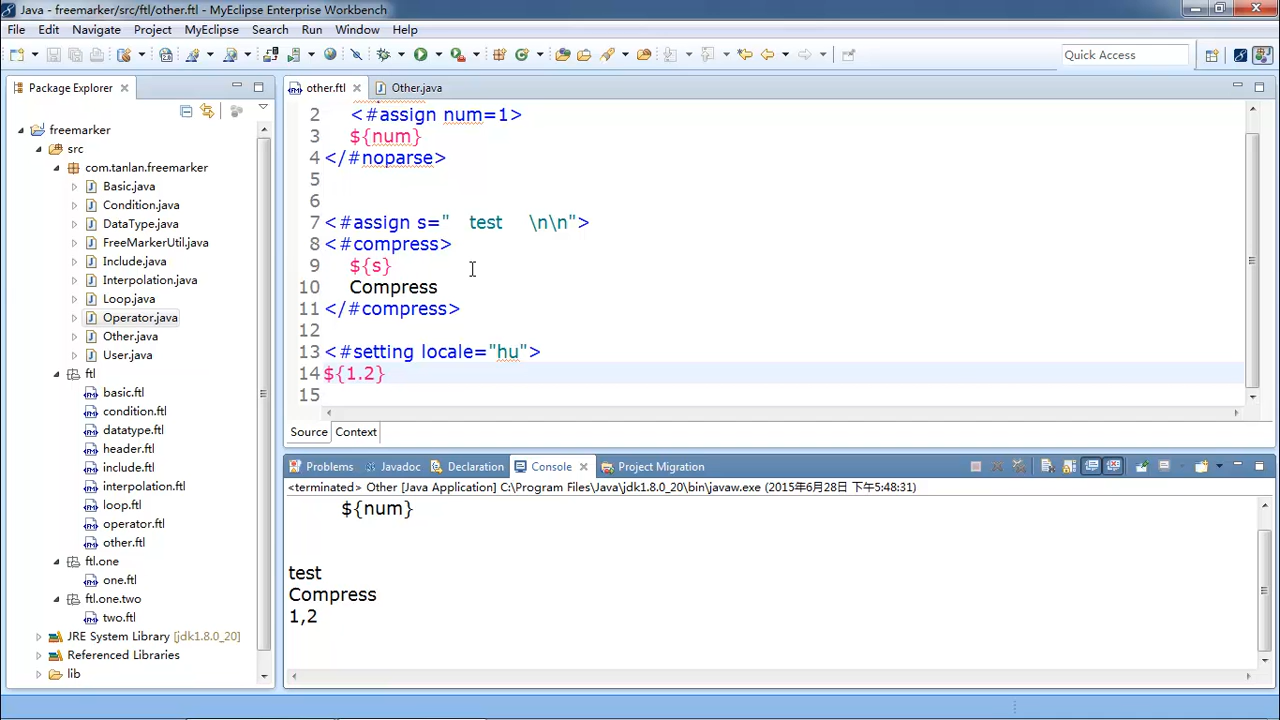 Java - freemarker/src/ftl/other.ftl - MyEclipse Enterprise Workbench
File Edit Navigate Project MyEclipse Search Run Window Help
Quick Access
Package Explorer
freemarker
src
com.tanlan.freemarker
Basic.java
Condition.java
DataType.java
FreeMarkerUtil.java
Include.java
Interpolation.java
Loop.java
Operator.java
Other.java
User.java
ftl
basic.ftl
condition.ftl
datatype.ftl
header.ftl
include.ftl
interpolation.ftl
loop.ftl
operator.ftl
other.ftl
ftl.one
one.ftl
ftl.one.two
two.ftl
JRE System Library [jdk1.8.0_20]
Referenced Libraries
lib
other.ftl Other.java
2 <#assign num=1>
3 ${num}
4 </#noparse>
5
6
7 <#assign s=" test \n\n">
8 <#compress>
9 ${s}
10 Compress
11 </#compress>
12
13 <#setting locale="hu">
14 ${1.2}
15
Source Context
Problems Javadoc Declaration Console Project Migration
<terminated> Other [Java Application] C:\Program Files\Java\jdk1.8.0_20\bin\javaw.exe (2015年6月28日 下午5:48:31)
${num}
test
Compress
1,2